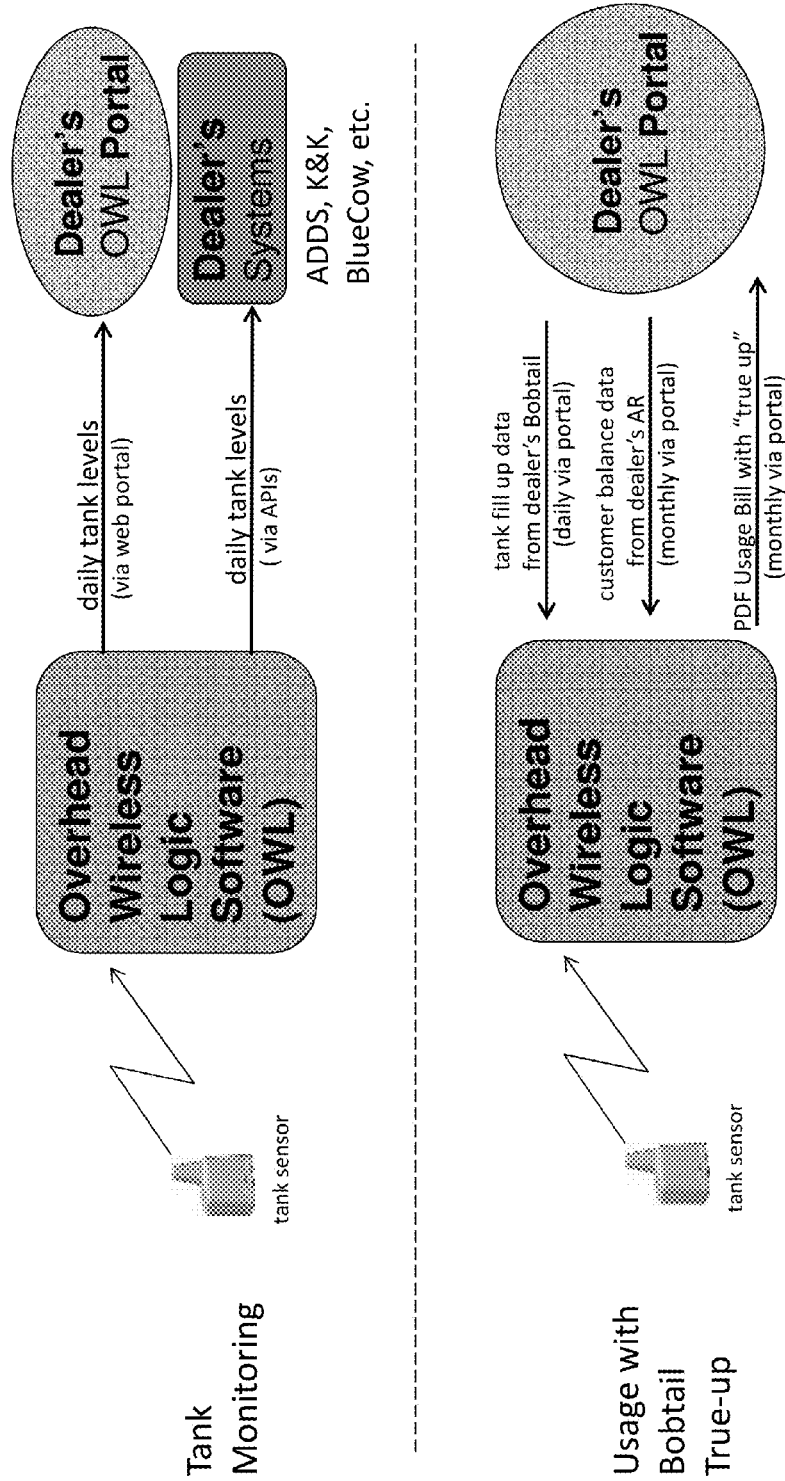 Tank
Monitoring
tank sensor
Overhead
Wireless
Logic
Software
(OWL)
daily tank levels
(via web portal)
daily tank levels
( via APIs)
Dealer's
OWL Portal
Dealer's
Systems
ADDS, K&K,
BlueCow, etc.
Usage with
Bobtail
True-up
tank sensor
Overhead
Wireless
Logic
Software
(OWL)
tank fill up data
from dealer's Bobtail
(daily via portal)
customer balance data
from dealer's AR
(monthly via portal)
PDF Usage Bill with “true up”
(monthly via portal)
Dealer's
OWL Portal